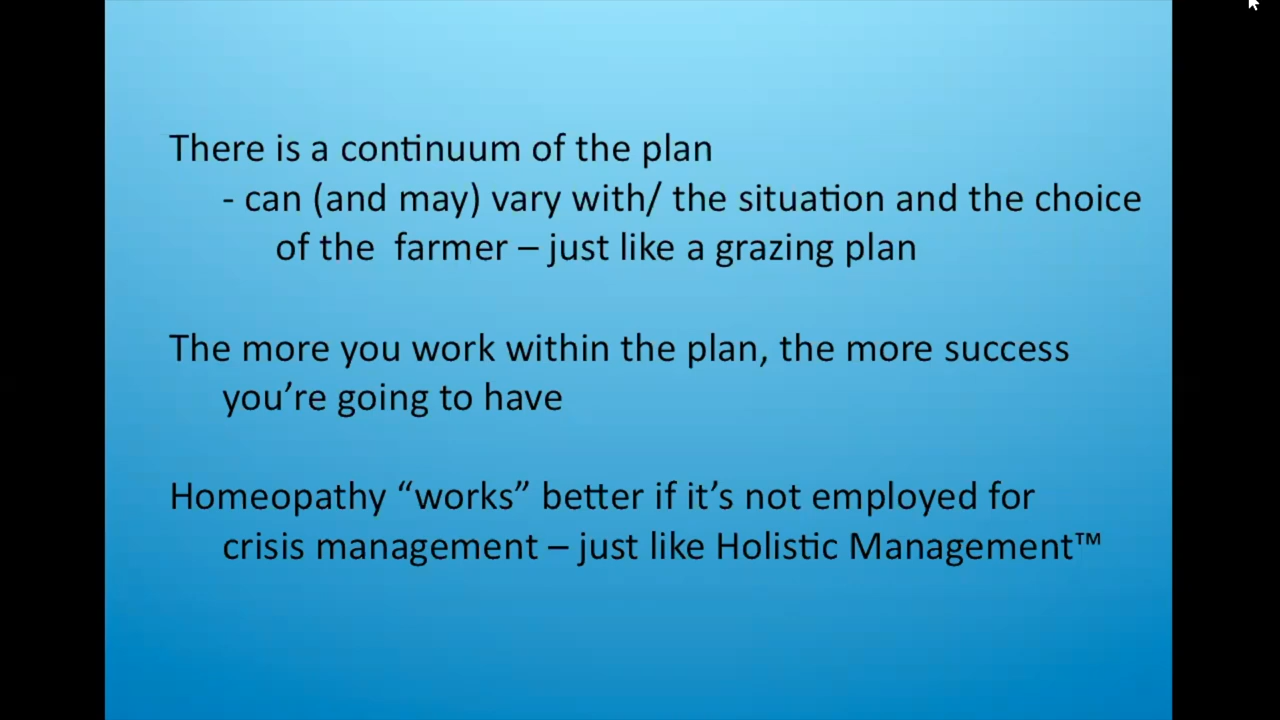 There is a continuum of the plan
- can (and may) vary with/ the situation and the choice
of the farmer – just like a grazing plan
The more you work within the plan, the more success
you’re going to have
Homeopathy “works” better if it’s not employed for
crisis management – just like Holistic Management™